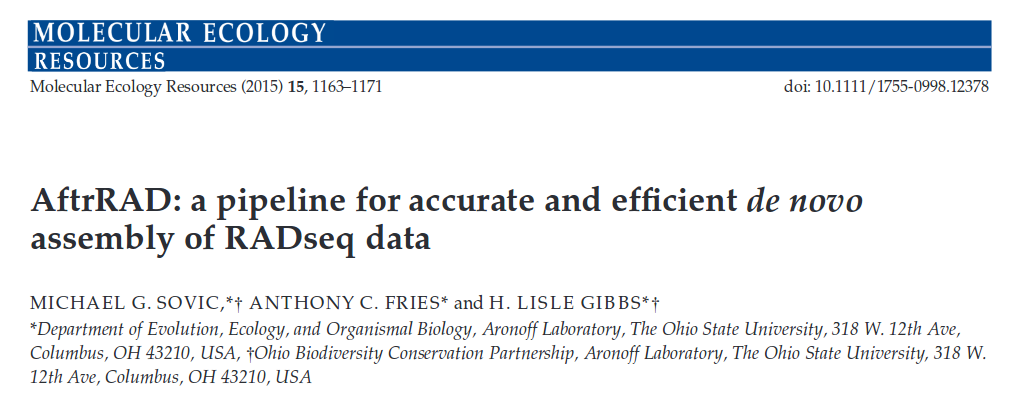 MOLECULAR ECOLOGY
RESOURCES
Molecular Ecology Resources (2015) 15, 1163–1171
doi: 10.1111/1755-0998.12378
AftrRAD: a pipeline for accurate and efficient de novo
assembly of RADseq data
MICHAEL G. SOVIC,*† ANTHONY C. FRIES* and H. LISLE GIBBS*†
*Department of Evolution, Ecology, and Organismal Biology, Aronoff Laboratory, The Ohio State University, 318 W. 12th Ave,
Columbus, OH 43210, USA, †Ohio Biodiversity Conservation Partnership, Aronoff Laboratory, The Ohio State University, 318 W.
12th Ave, Columbus, OH 43210, USA